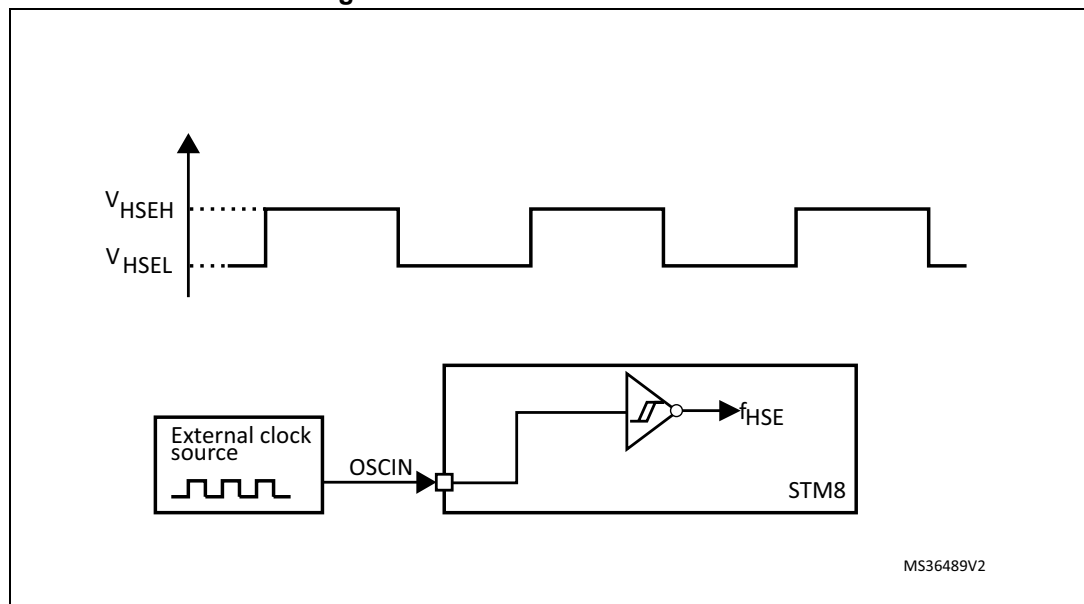 VHSEH
VHSEL
External clock
source
OSCIN
fHSE
STM8
MS36489V2